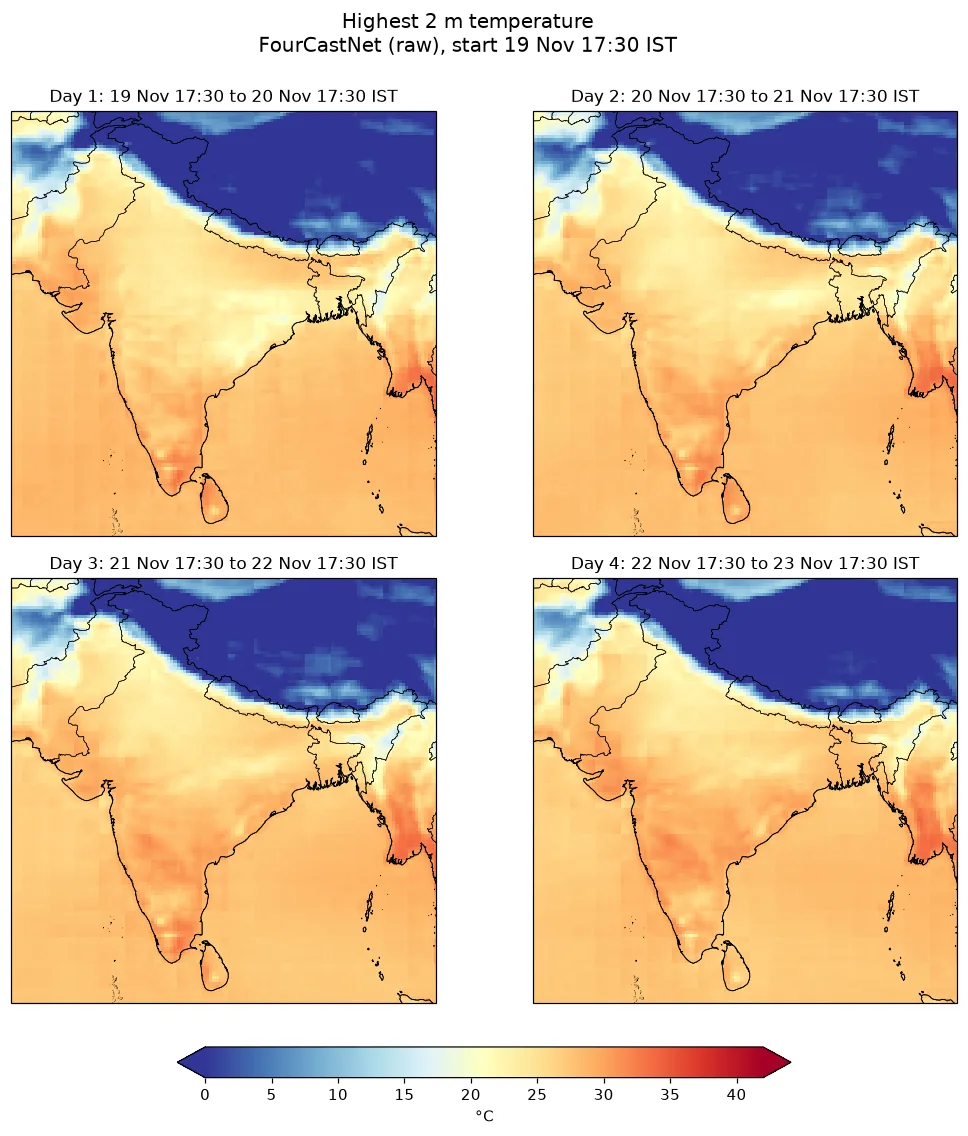 Highest 2 m temperature
FourCastNet (raw), start 19 Nov 17:30 IST
Day 1: 19 Nov 17:30 to 20 Nov 17:30 IST
Day 2: 20 Nov 17:30 to 21 Nov 17:30 IST
Day 3: 21 Nov 17:30 to 22 Nov 17:30 IST
Day 4: 22 Nov 17:30 to 23 Nov 17:30 IST
0 5 10 15 20 25 30 35 40
°C